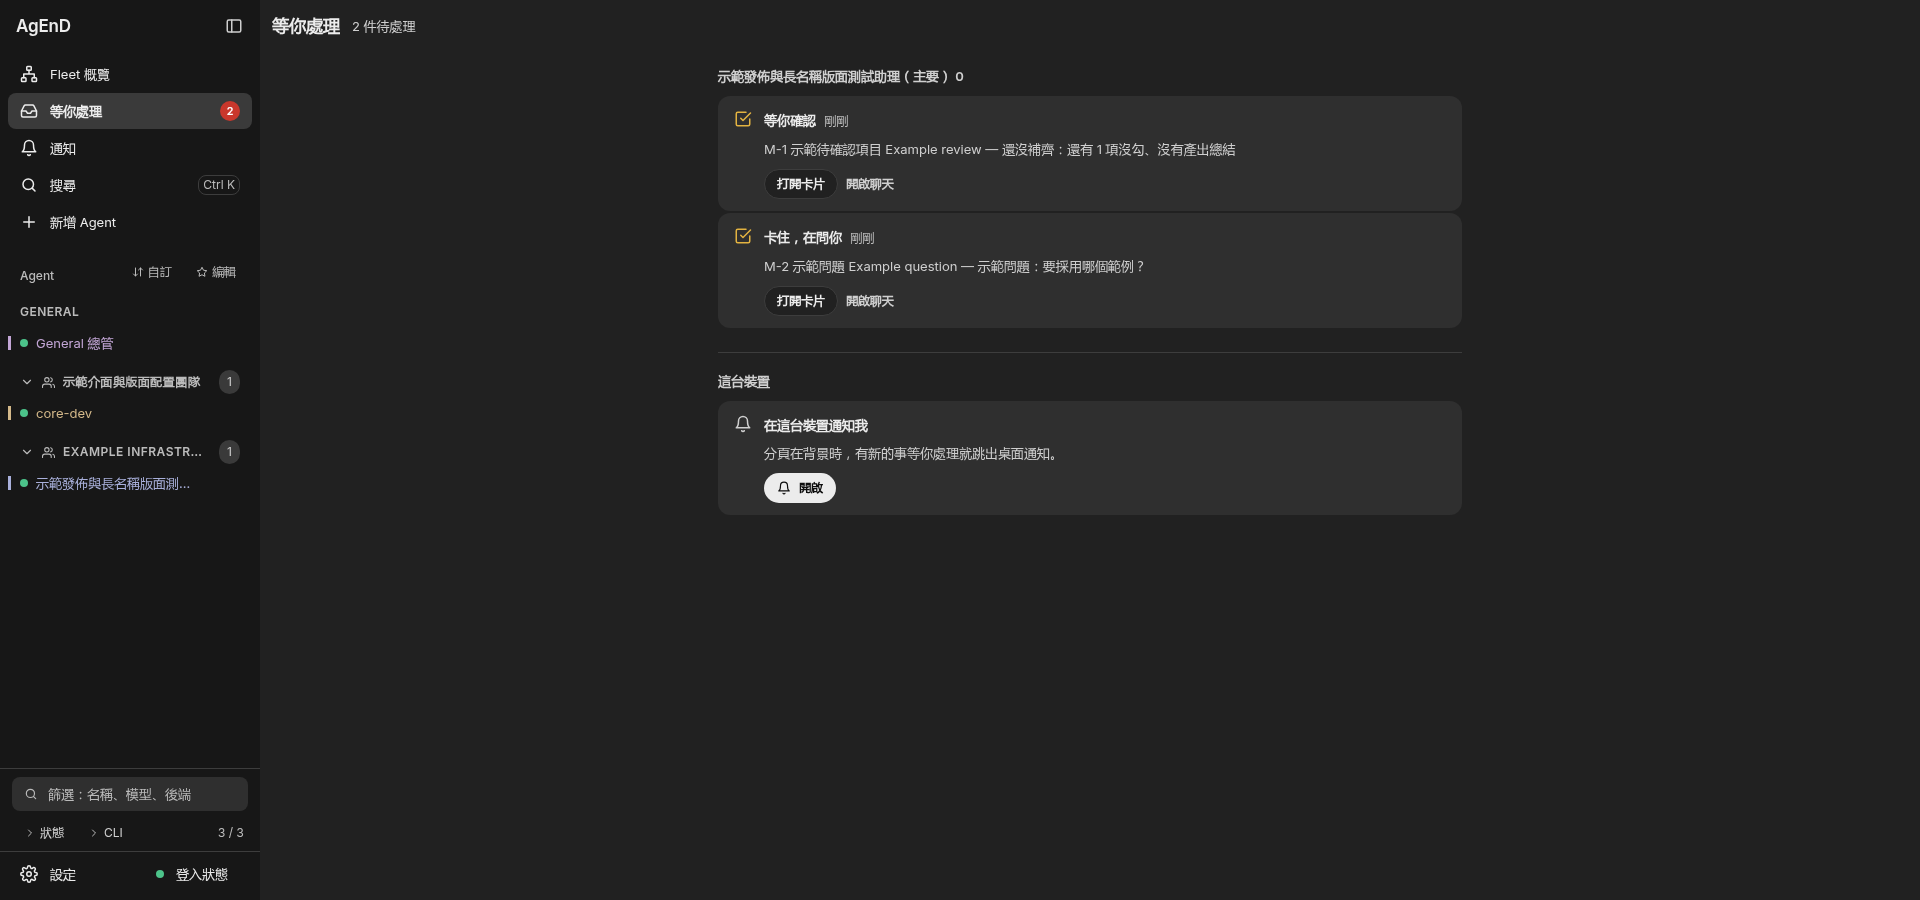 AgEnD
Fleet 概覽
等你處理 2
通知
搜尋 Ctrl K
新增 Agent
Agent 自訂 編輯
GENERAL
General 總管
示範介面與版面配置團隊 1
core-dev
EXAMPLE INFRASTR... 1
示範發佈與長名稱版面測...
篩選：名稱、模型、後端
狀態 CLI 3 / 3
設定 登入狀態
等你處理 2 件待處理
示範發佈與長名稱版面測試助理（主要）0
等你確認 剛剛
M-1 示範待確認項目 Example review — 還沒補齊：還有 1 項沒勾、沒有產出總結
打開卡片 開啟聊天
卡住，在問你 剛剛
M-2 示範問題 Example question — 示範問題：要採用哪個範例？
打開卡片 開啟聊天
這台裝置
在這台裝置通知我
分頁在背景時，有新的事等你處理就跳出桌面通知。
開啟